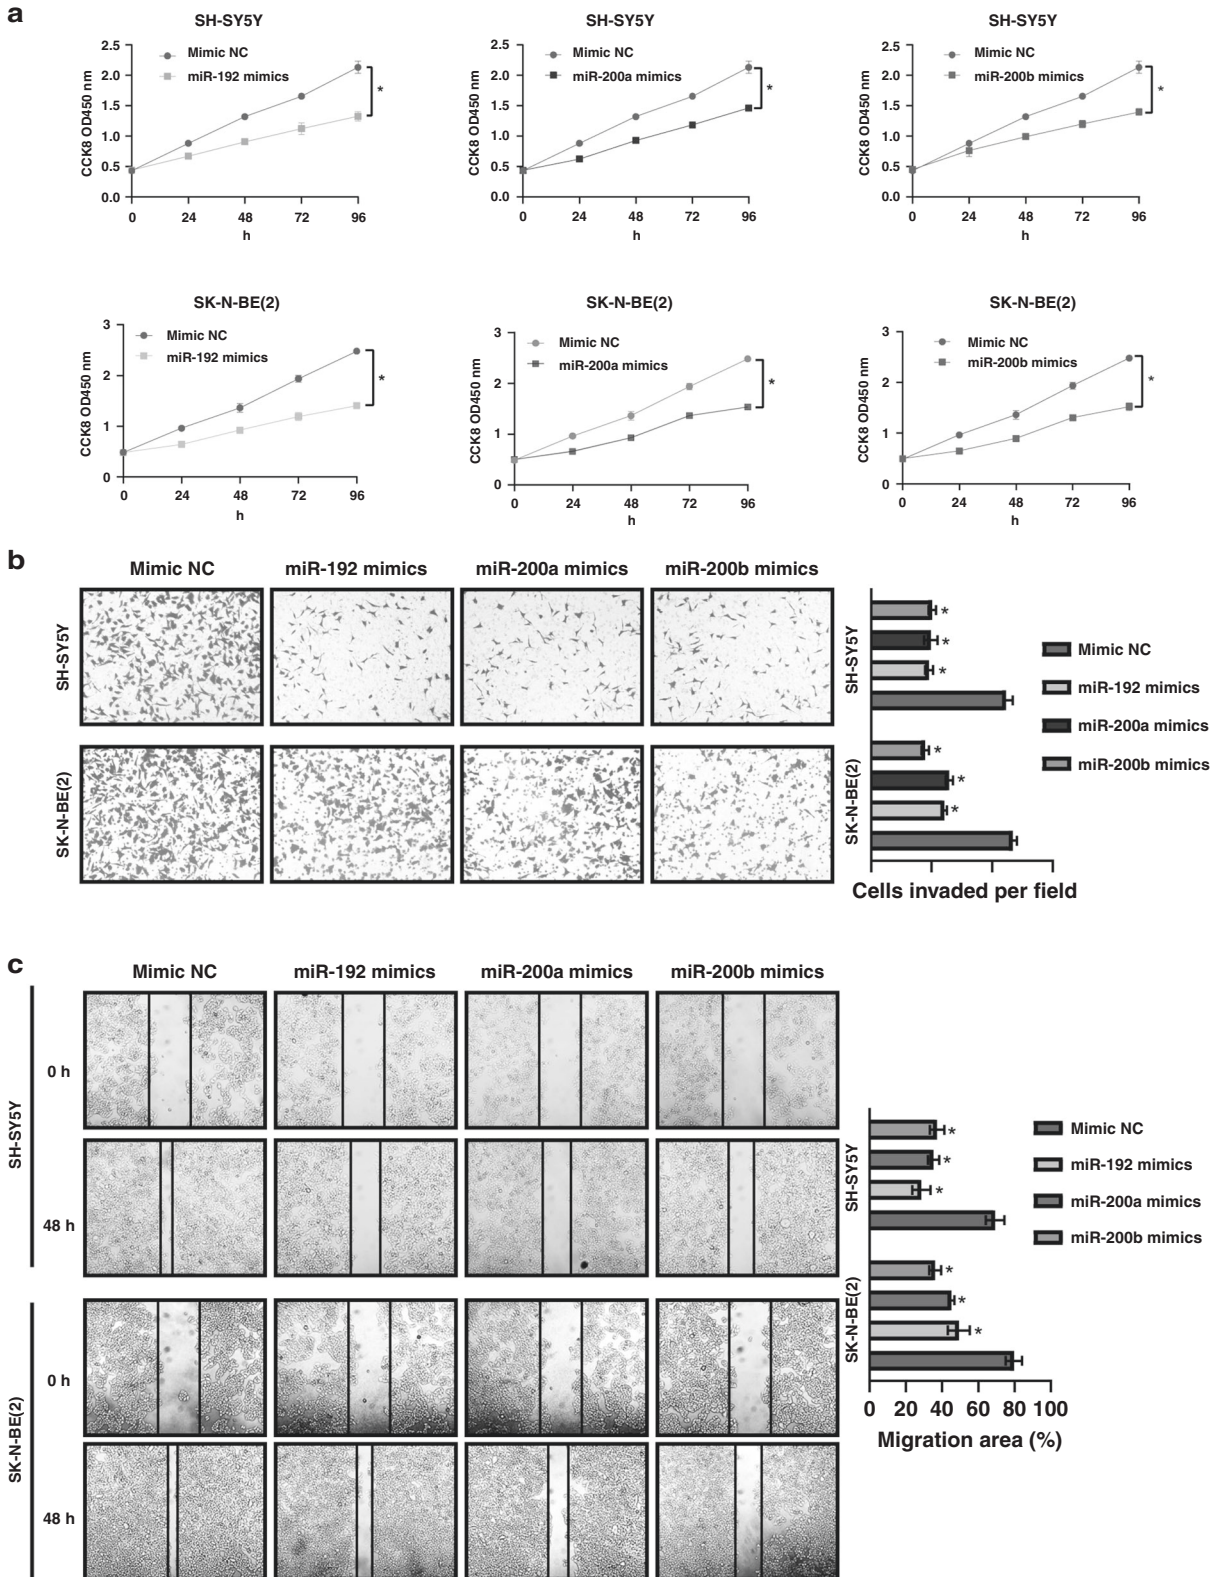 a
SH-SY5Y
SH-SY5Y
SH-SY5Y
CCK8 OD450 nm
2.5
2.0
1.5
1.0
0.5
0.0
Mimic NC
miR-192 mimics
*
0 24 48 72 96
h
CCK8 OD450 nm
2.5
2.0
1.5
1.0
0.5
0.0
Mimic NC
miR-200a mimics
*
0 24 48 72 96
h
CCK8 OD450 nm
2.5
2.0
1.5
1.0
0.5
0.0
Mimic NC
miR-200b mimics
*
0 24 48 72 96
h
SK-N-BE(2)
SK-N-BE(2)
SK-N-BE(2)
CCK8 OD450 nm
3
2
1
0
Mimic NC
miR-192 mimics
*
0 24 48 72 96
h
CCK8 OD450 nm
3
2
1
0
Mimic NC
miR-200a mimics
*
0 24 48 72 96
h
CCK8 OD450 nm
3
2
1
0
Mimic NC
miR-200b mimics
*
0 24 48 72 96
h
b
Mimic NC miR-192 mimics miR-200a mimics miR-200b mimics
SH-SY5Y
SK-N-BE(2)
SH-SY5Y
*
*
*
SK-N-BE(2)
*
*
*
Cells invaded per field
Mimic NC
miR-192 mimics
miR-200a mimics
miR-200b mimics
c
Mimic NC miR-192 mimics miR-200a mimics miR-200b mimics
SH-SY5Y
0 h
48 h
SK-N-BE(2)
0 h
48 h
SH-SY5Y
*
*
*
SK-N-BE(2)
*
*
*
0 20 40 60 80 100
Migration area (%)
Mimic NC
miR-192 mimics
miR-200a mimics
miR-200b mimics